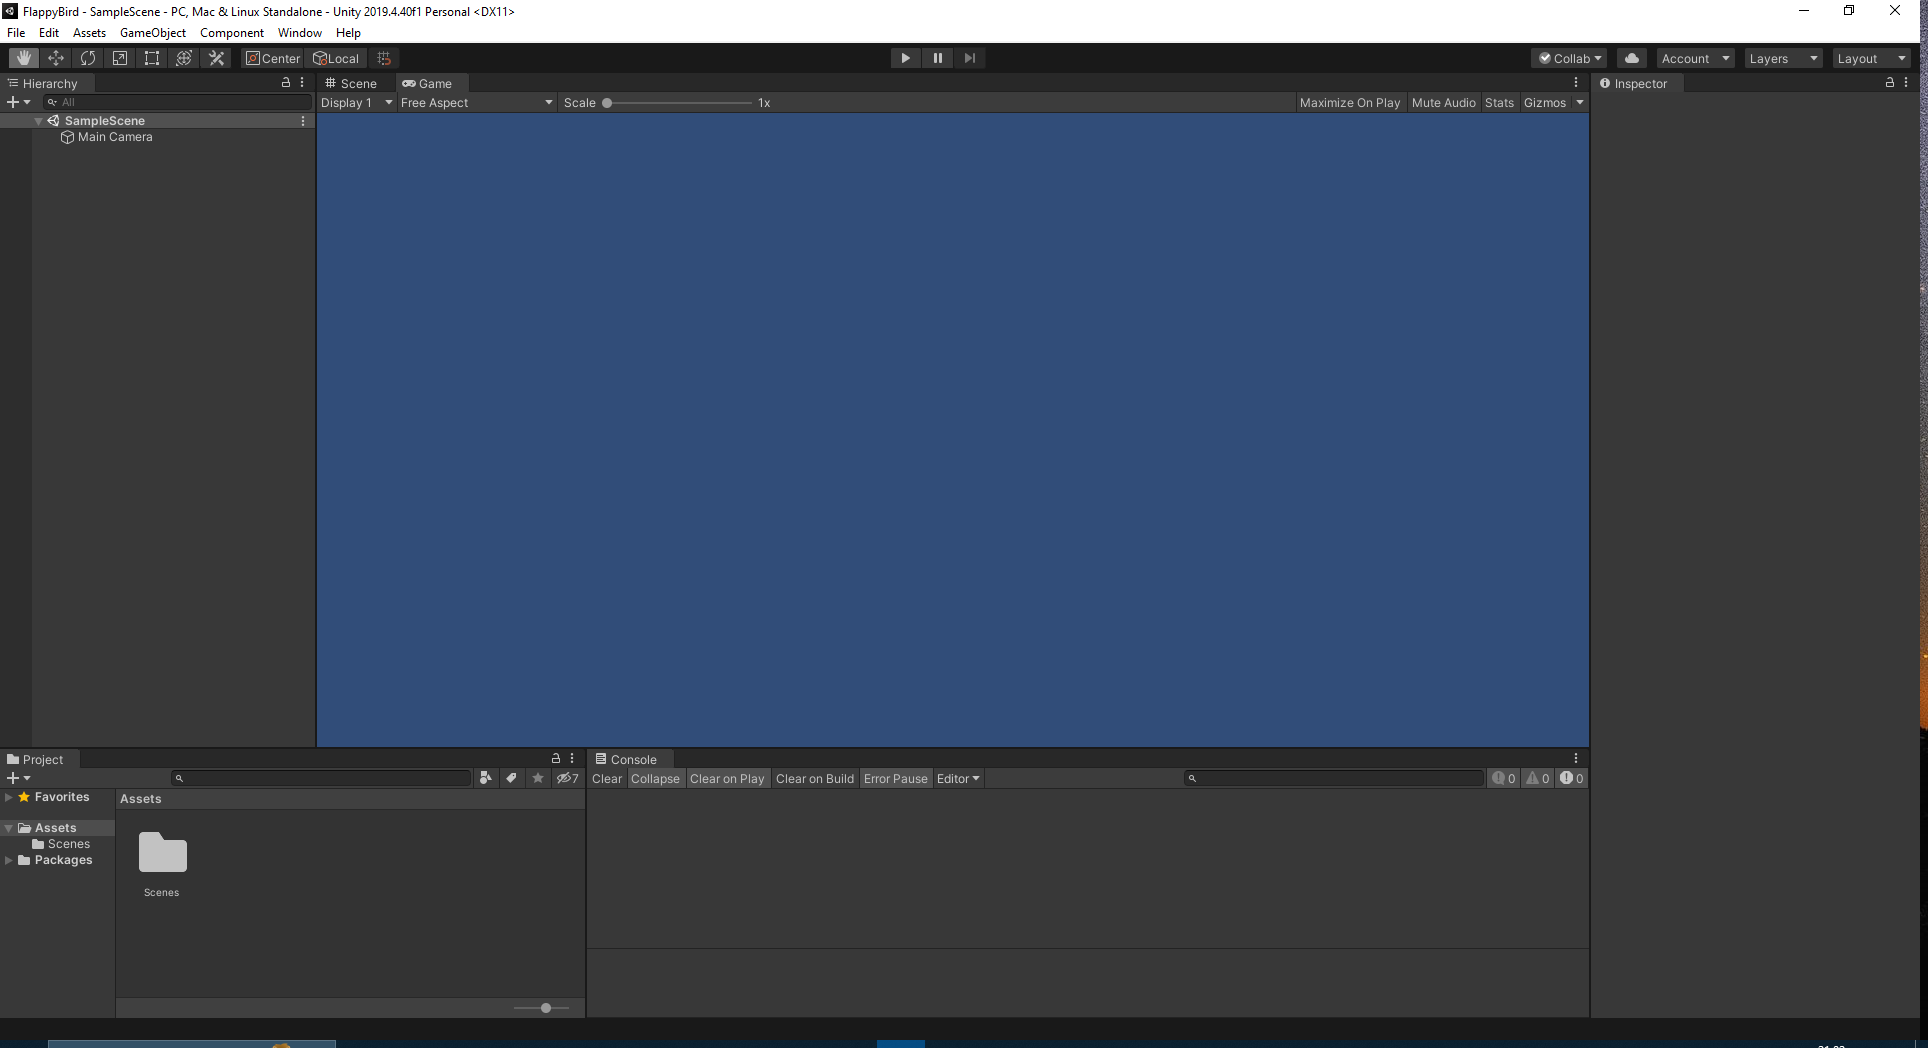 FlappyBird - SampleScene - PC, Mac & Linux Standalone - Unity 2019.4.40f1 Personal <DX11>
File Edit Assets GameObject Component Window Help
Center Local Collab Account Layers Layout
Hierarchy
All
SampleScene
Main Camera
Scene Game
Display 1 Free Aspect Scale 1x Maximize On Play Mute Audio Stats Gizmos
Inspector
Project
7
Favorites
Assets
Scenes
Packages
Assets
Scenes
Console
Clear Collapse Clear on Play Clear on Build Error Pause Editor 0 0 0